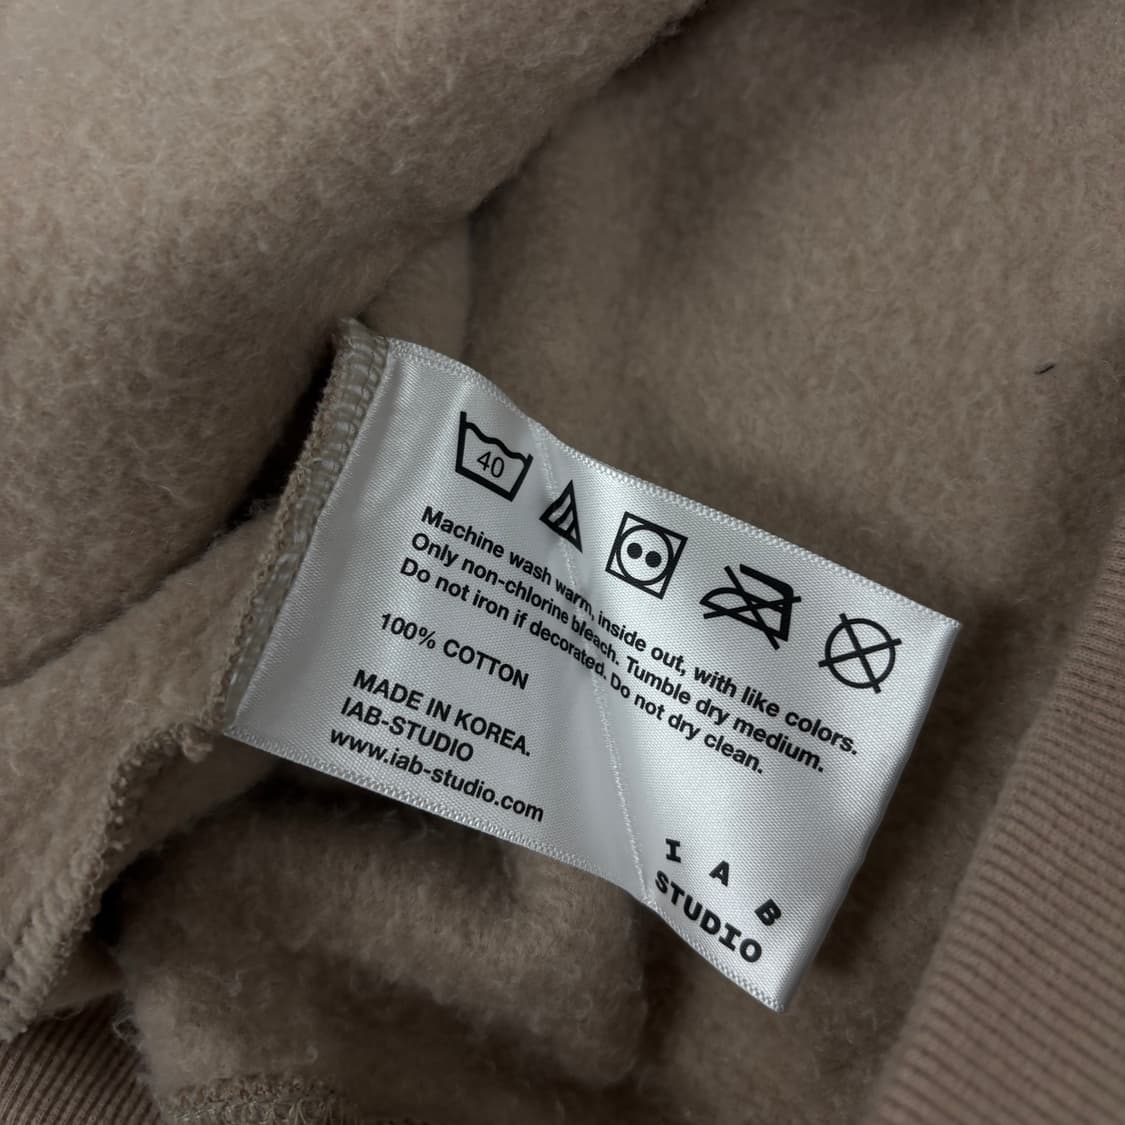 40
Machine wash warm, inside out, with like colors.
Only non-chlorine bleach. Tumble dry medium.
Do not iron if decorated. Do not dry clean.
100% COTTON
MADE IN KOREA.
IAB-STUDIO
www.iab-studio.com
I A B
STUDIO